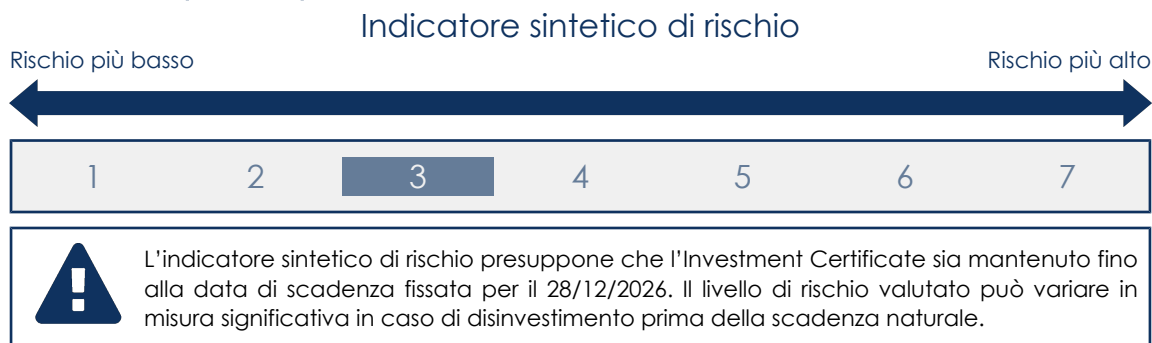 Indicatore sintetico di rischio
Rischio più basso
Rischio più alto
1 2 3 4 5 6 7
L'indicatore sintetico di rischio presuppone che l'Investment Certificate sia mantenuto fino
alla data di scadenza fissata per il 28/12/2026. Il livello di rischio valutato può variare in
misura significativa in caso di disinvestimento prima della scadenza naturale.